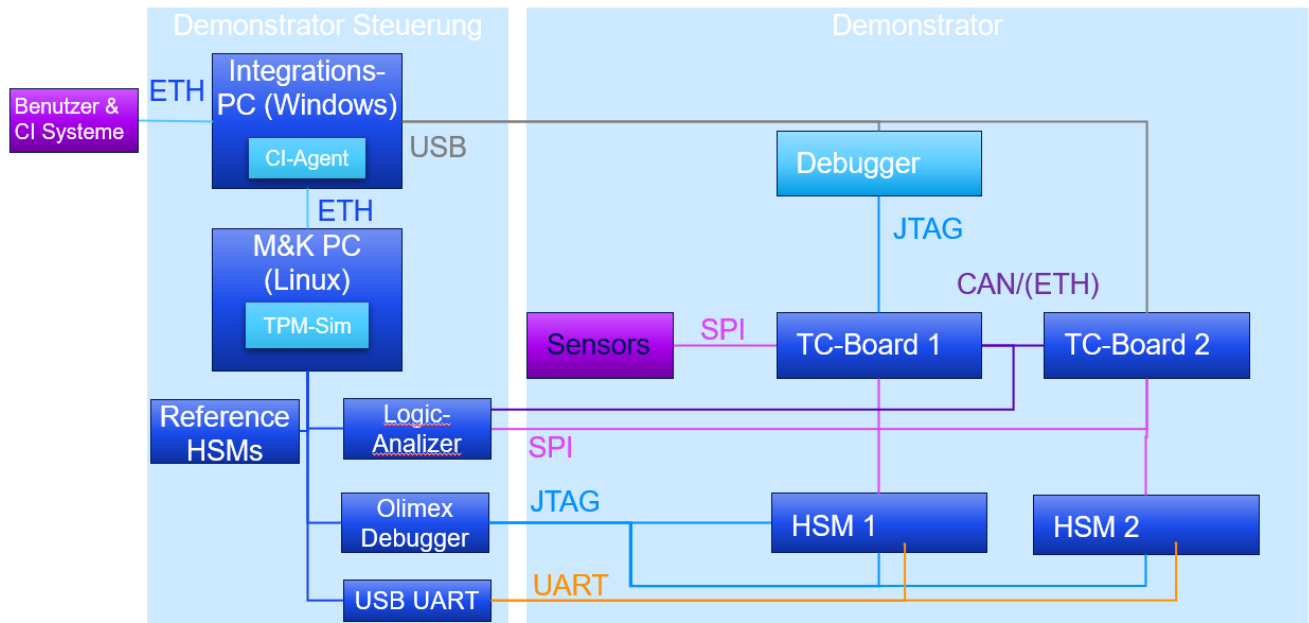 Demonstrator Steuerung
Demonstrator
Benutzer &
CI Systeme
ETH
Integrations-
PC (Windows)
CI-Agent
USB
Debugger
ETH
JTAG
M&K PC
(Linux)
TPM-Sim
CAN/(ETH)
Sensors
SPI
TC-Board 1
TC-Board 2
Reference
HSMs
Logic-
Analizer
SPI
Olimex
Debugger
JTAG
HSM 1
HSM 2
USB UART
UART